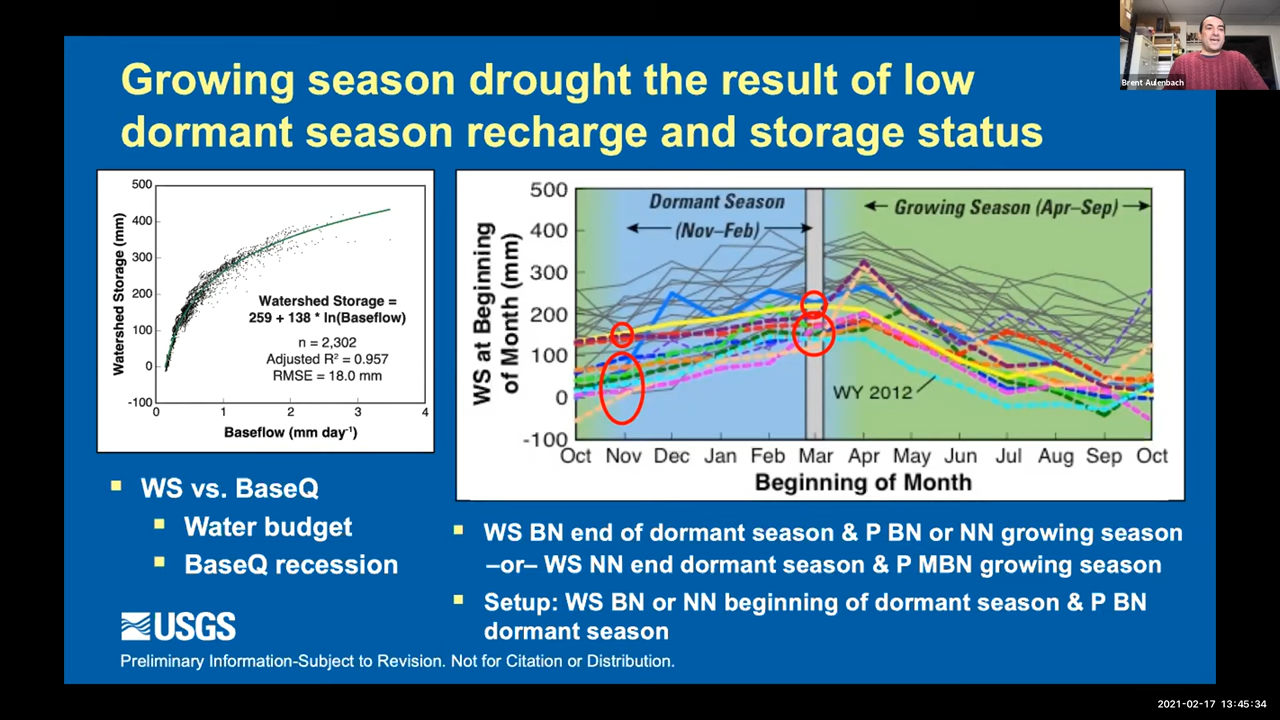 Brent Aulenbach
Growing season drought the result of low
dormant season recharge and storage status
500
400
300
200
100
0
-100
Watershed Storage (mm)
Watershed Storage =
259 + 138 * ln(Baseflow)
n = 2,302
Adjusted R² = 0.957
RMSE = 18.0 mm
0 1 2 3 4
Baseflow (mm day⁻¹)
WS at Beginning
of Month (mm)
500
400
300
200
100
0
-100
Dormant Season
(Nov–Feb)
Growing Season (Apr–Sep)
WY 2012
Oct Nov Dec Jan Feb Mar Apr May Jun Jul Aug Sep Oct
Beginning of Month
WS vs. BaseQ
Water budget
BaseQ recession
WS BN end of dormant season & P BN or NN growing season
–or– WS NN end dormant season & P MBN growing season
Setup: WS BN or NN beginning of dormant season & P BN
dormant season
USGS
Preliminary Information-Subject to Revision. Not for Citation or Distribution.
2021-02-17 13:45:34